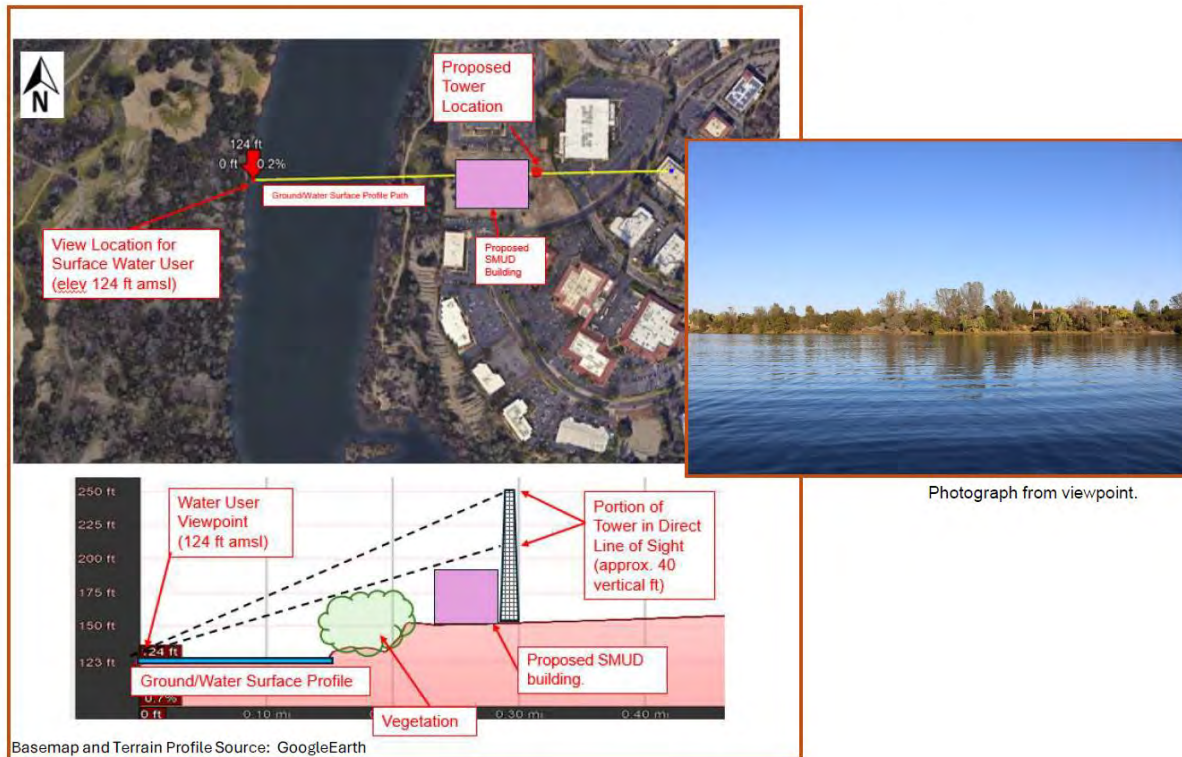 N
Proposed
Tower
Location
124 ft
0 ft
0.2%
Ground/Water Surface Profile Path
View Location for
Surface Water User
(elev 124 ft amsl)
Proposed
SMUD
Building
Photograph from viewpoint.
250 ft
225 ft
200 ft
175 ft
150 ft
123 ft
Water User
Viewpoint
(124 ft amsl)
Portion of
Tower in Direct
Line of Sight
(approx. 40
vertical ft)
24 ft
Ground/Water Surface Profile
Proposed SMUD
building.
0.7%
0 ft
0.10 mi
0.30 mi
0.40 mi
Vegetation
Basemap and Terrain Profile Source: GoogleEarth